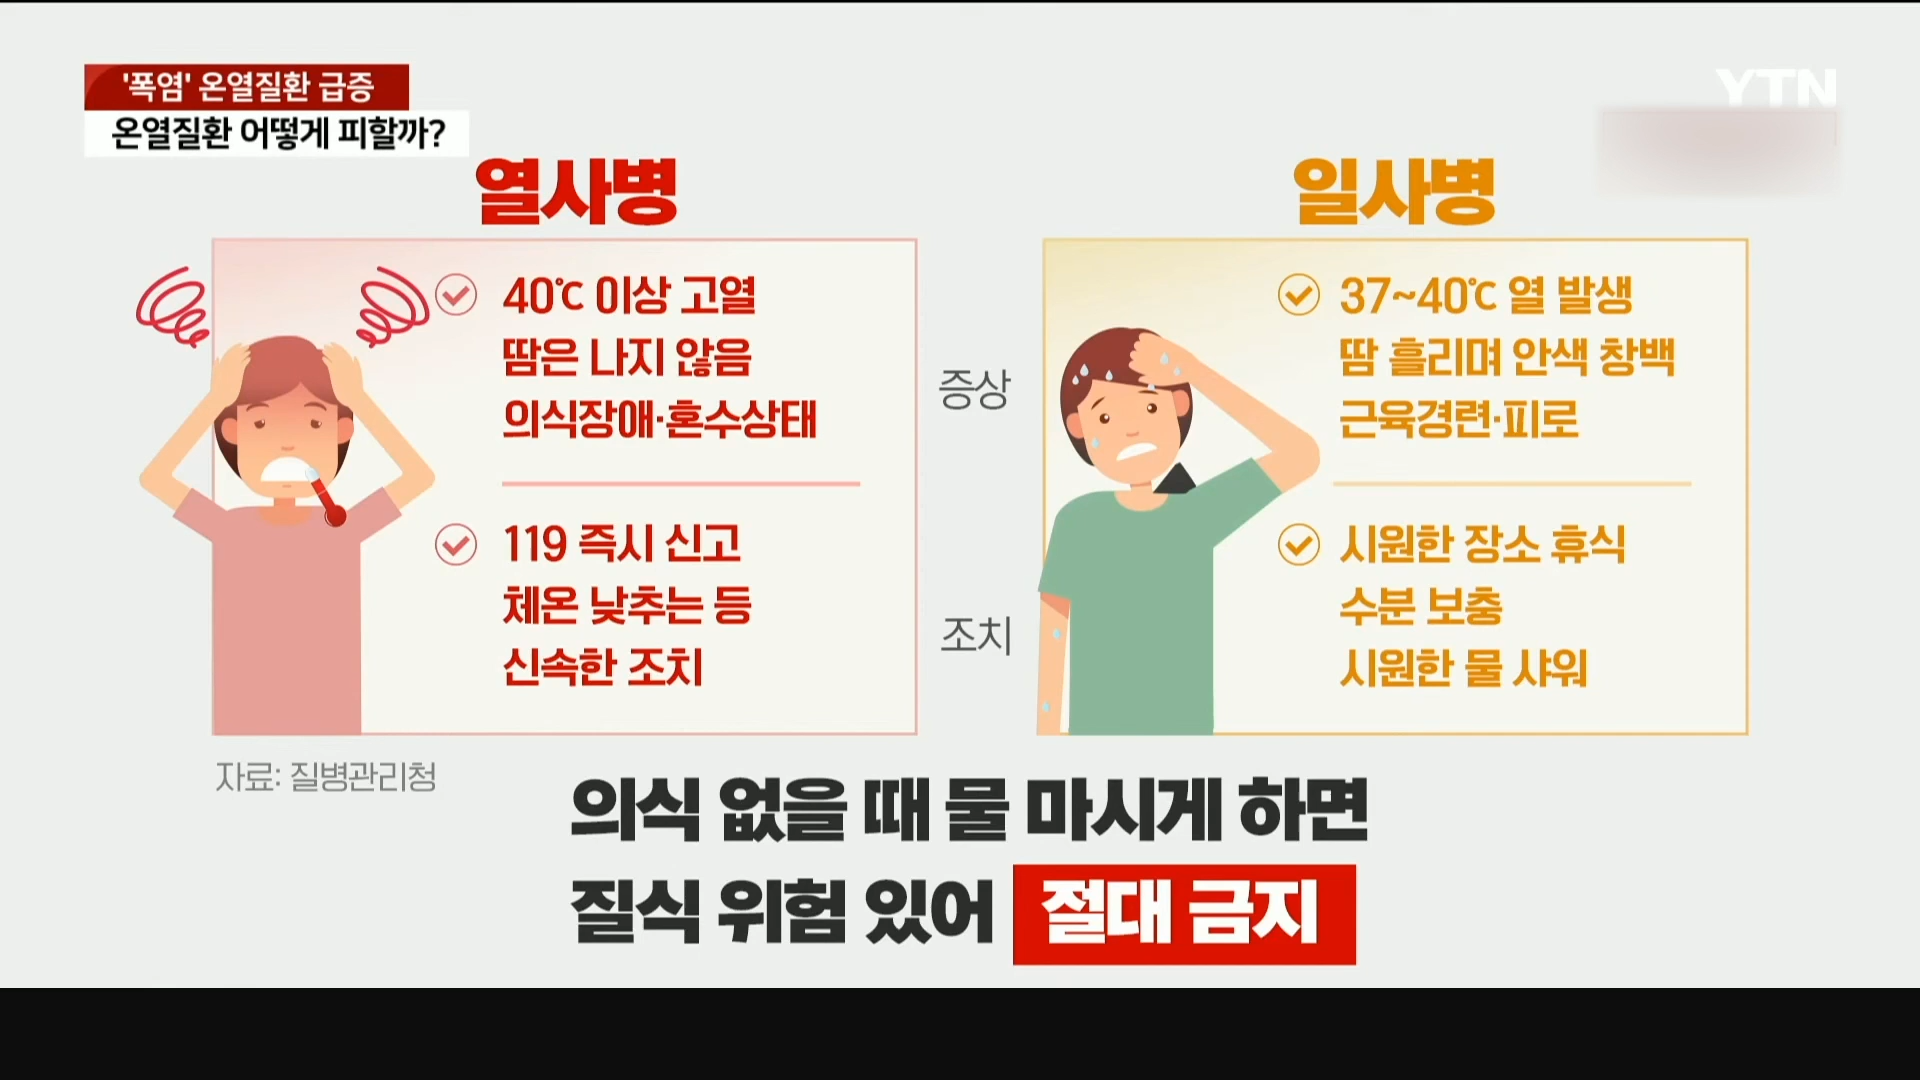 '폭염' 온열질환 급증
온열질환 어떻게 피할까?
YTN
열사병
일사병
40℃ 이상 고열
땀은 나지 않음
의식장애·혼수상태
증상
37~40℃ 열 발생
땀 흘리며 안색 창백
근육경련·피로
119 즉시 신고
체온 낮추는 등
신속한 조치
조치
시원한 장소 휴식
수분 보충
시원한 물 샤워
자료: 질병관리청
의식 없을 때 물 마시게 하면
질식 위험 있어 절대 금지